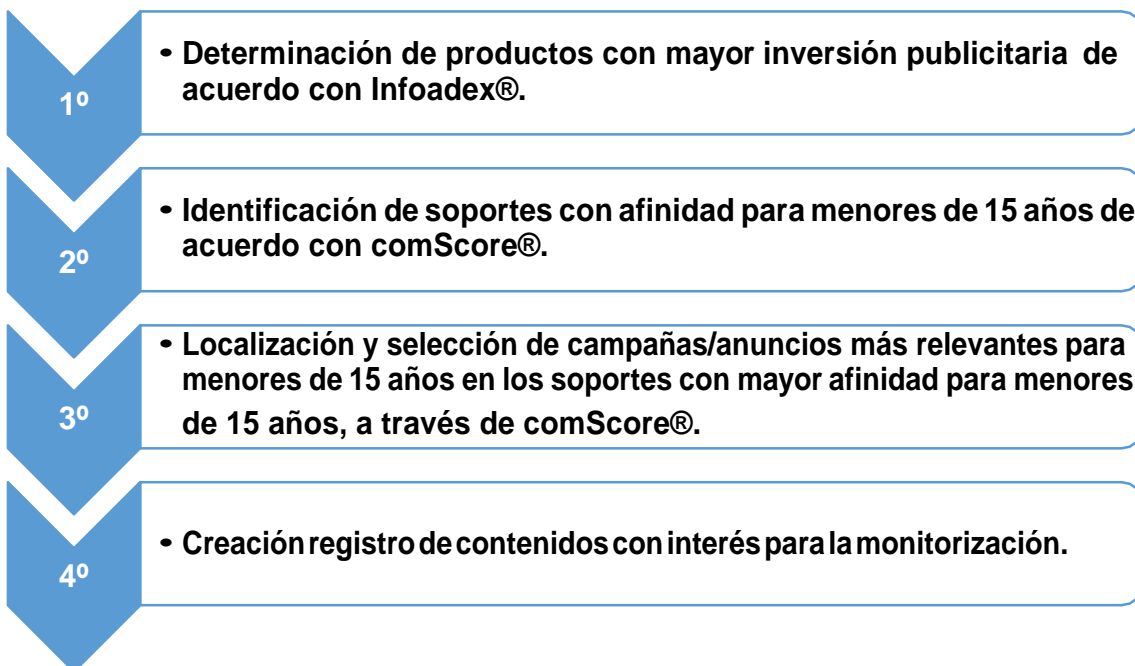 1º
• Determinación de productos con mayor inversión publicitaria de
acuerdo con Infoadex®.
2º
• Identificación de soportes con afinidad para menores de 15 años de
acuerdo con comScore®.
3º
• Localización y selección de campañas/anuncios más relevantes para
menores de 15 años en los soportes con mayor afinidad para menores
de 15 años, a través de comScore®.
4º
• Creación registro de contenidos con interés para la monitorización.